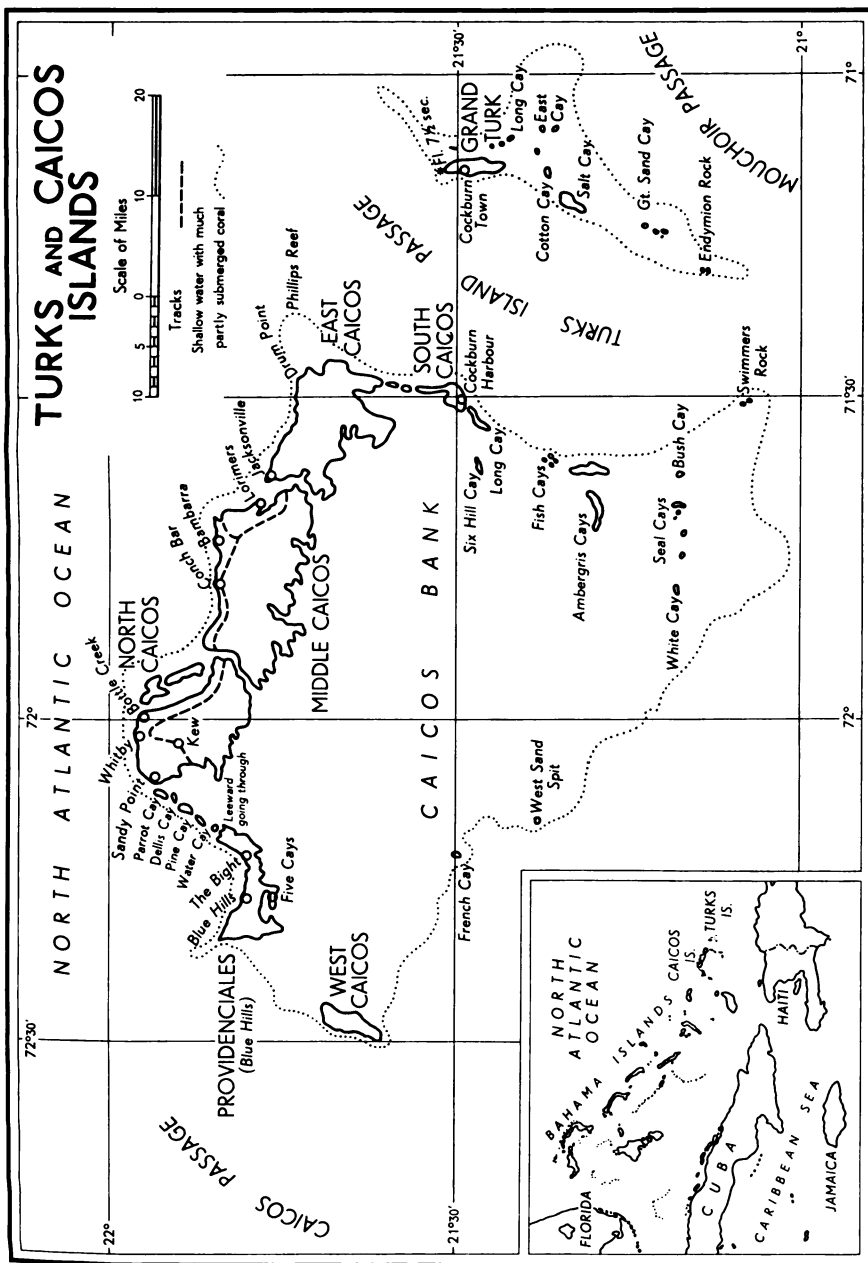 TURKS AND CAICOS
ISLANDS
Scale of Miles
10
5
0
10
20
Tracks
Shallow water with much
partly submerged coral
NORTH ATLANTIC OCEAN
22°
21°30'
21°
72°30'
72°
71°30'
71°
CAICOS PASSAGE
PROVIDENCIALES
(Blue Hills)
WEST
CAICOS
Blue Hills
The Bight
Five Cays
Leeward
going through
Water Cay
Pine Cay
Dellis Cay
Parrot Cay
Sandy Point
Whitby
Kew
Bottle Creek
NORTH
CAICOS
MIDDLE CAICOS
Conch Bar
Bambarra
Lorimers
Jacksonville
Drum Point
Phillips Reef
EAST
CAICOS
SOUTH
CAICOS
Cockburn
Harbour
Long Cay
Six Hill Cay
Fish Cays
Ambergris Cays
Seal Cays
Bush Cay
White Cay
Swimmers
Rock
CAICOS BANK
French Cay
West Sand
Spit
TURKS ISLAND PASSAGE
Fl. 7½ sec.
GRAND
TURK
Cockburn
Town
Long Cay
East
Cay
Cotton Cay
Salt Cay
Gt. Sand Cay
Endymion Rock
MOUCHOIR PASSAGE
21°30'
21°
NORTH
ATLANTIC
OCEAN
FLORIDA
BAHAMA ISLANDS
CAICOS
IS.
TURKS
IS.
CUBA
HAITI
CARIBBEAN SEA
JAMAICA